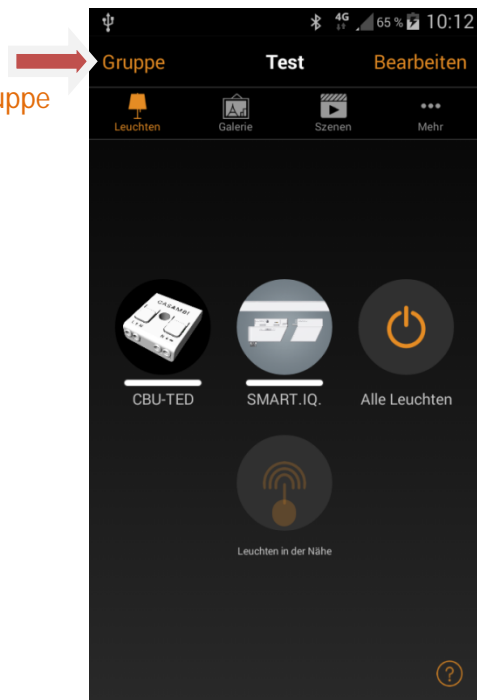 4G 65 % 10:12
Gruppe Test Bearbeiten
uppe
Leuchten Galerie Szenen Mehr
CASAMBI
CBU-TED SMART.IQ. Alle Leuchten
Leuchten in der Nähe
?